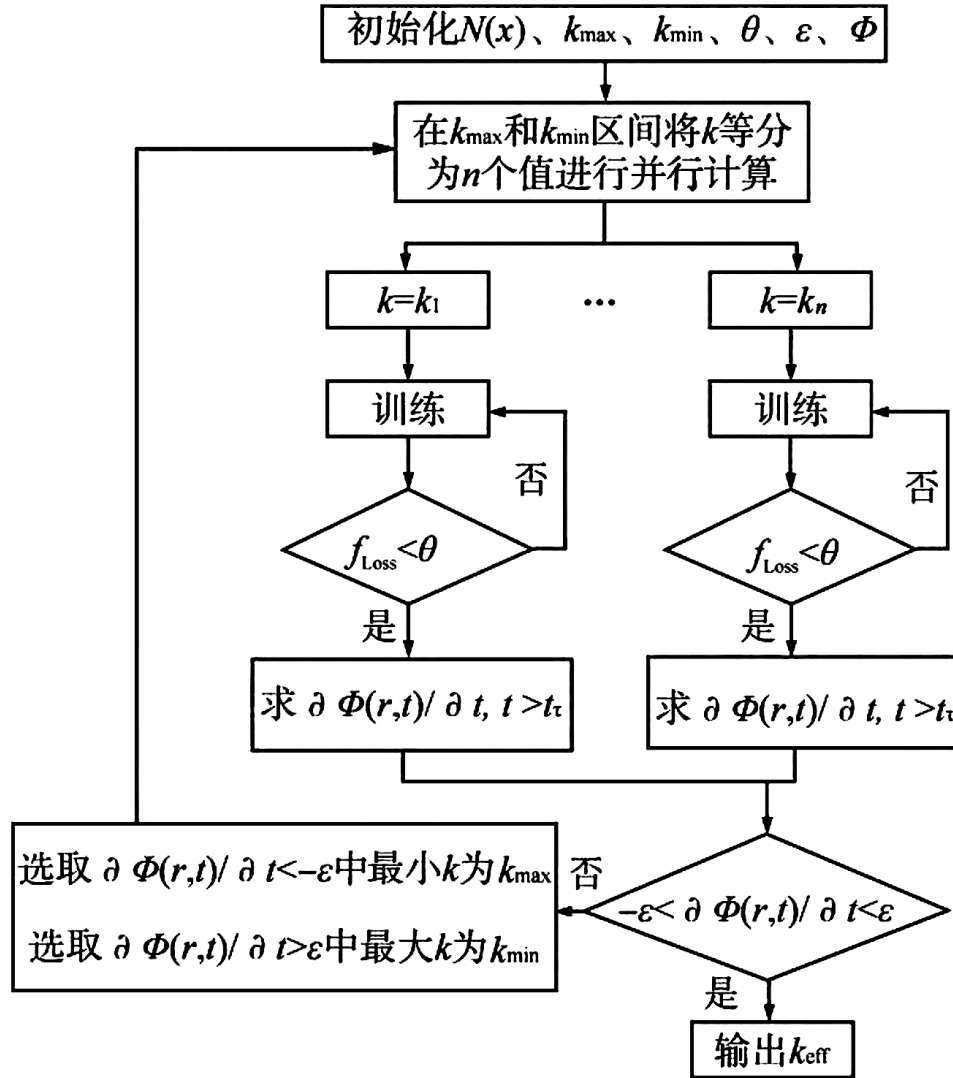 初始化N(x)、kmax、kmin、θ、ε、Φ
在kmax和kmin区间将k等分
为n个值进行并行计算
k=k1
...
k=kn
训练
训练
否
否
fLoss<θ
fLoss<θ
是
是
求 ∂ Φ(r,t)/ ∂ t, t >tτ
求 ∂ Φ(r,t)/ ∂ t, t >tτ
选取 ∂ Φ(r,t)/ ∂ t<-ε中最小k为kmax
选取 ∂ Φ(r,t)/ ∂ t>ε中最大k为kmin
否
-ε< ∂ Φ(r,t)/ ∂ t<ε
是
输出keff